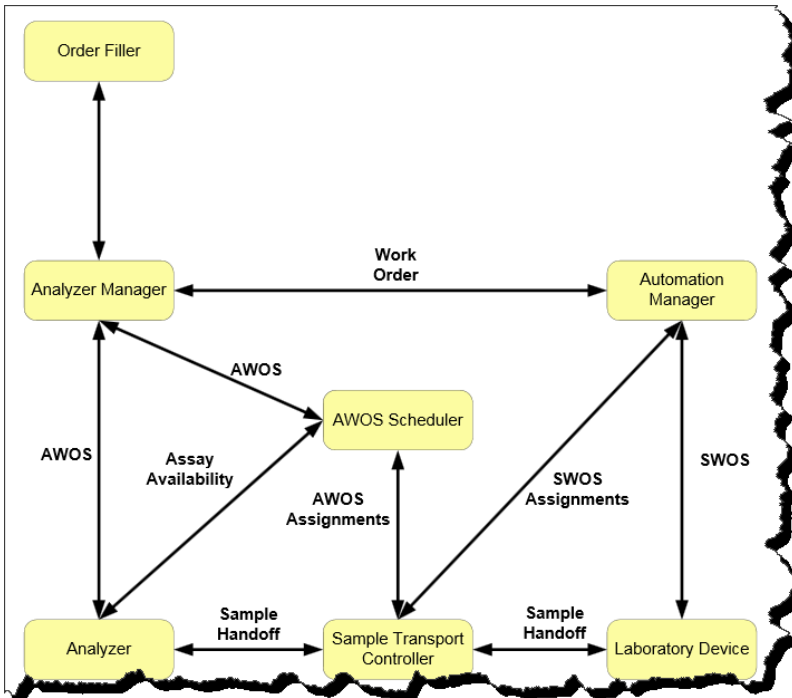 Order Filler
Work
Order
Analyzer Manager
Automation
Manager
AWOS
AWOS Scheduler
AWOS
Assay
Availability
SWOS
Assignments
SWOS
AWOS
Assignments
Sample
Handoff
Sample
Handoff
Analyzer
Sample Transport
Controller
Laboratory Device